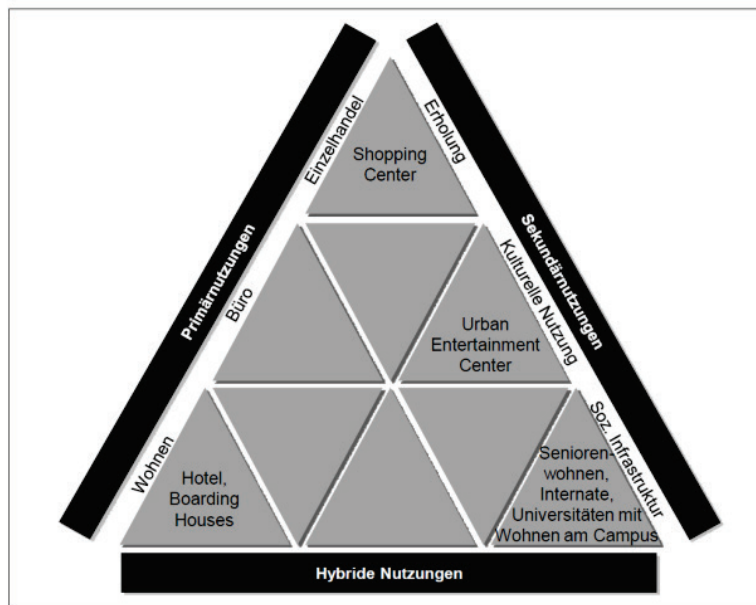 Einzelhandel
Erholung
Shopping
Center
Primärnutzungen
Sekundärnutzungen
Büro
Kulturelle Nutzung
Urban
Entertainment
Center
Wohnen
Soz. Infrastruktur
Hotel,
Boarding
Houses
Senioren-
wohnen,
Internate,
Universitäten mit
Wohnen am Campus
Hybride Nutzungen